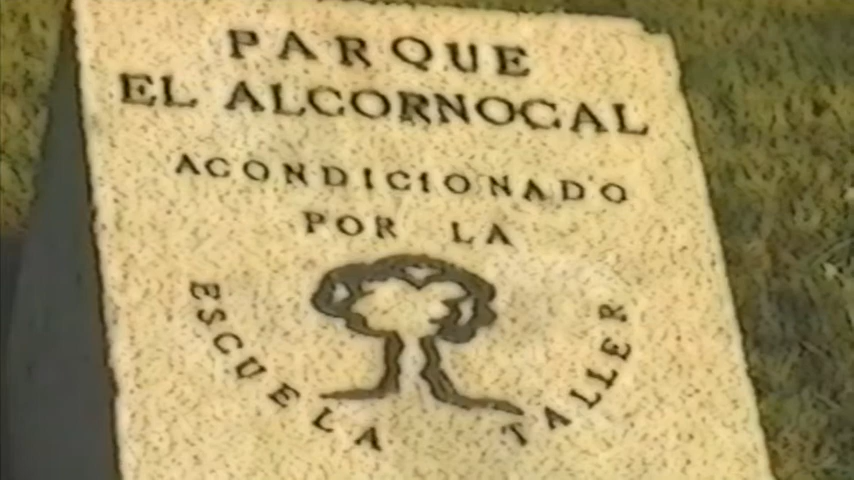 PARQUE
EL ALCORNOCAL
ACONDICIONADO
POR LA
ESCUELA TALLER